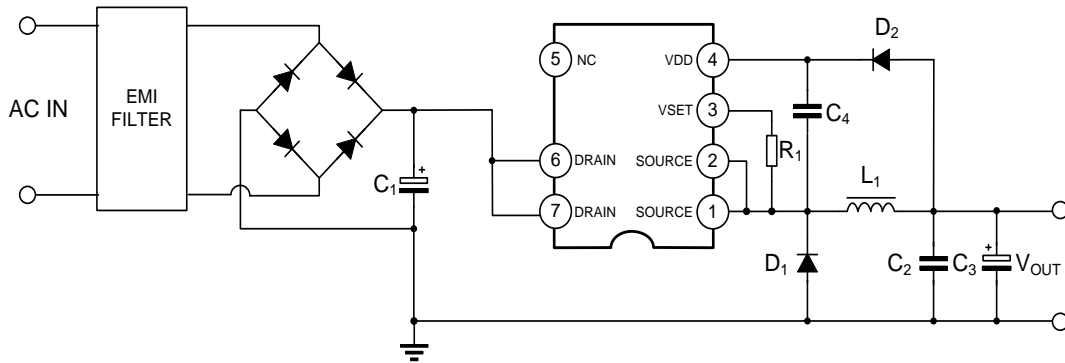 D2
5 NC
VDD 4
EMI
FILTER
AC IN
VSET 3
C4
R1
6 DRAIN
SOURCE 2
C1
L1
7 DRAIN
SOURCE 1
+
D1
C2
C3
+
VOUT